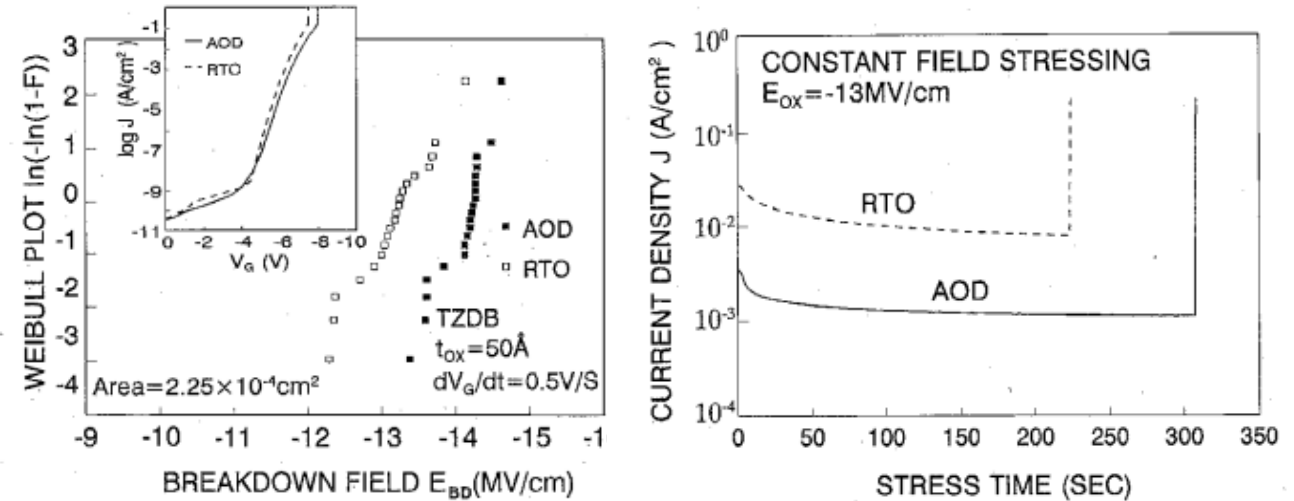 WEIBULL PLOT ln(-ln(1-F))
3
2
1
0
-1
-2
-3
-4
log J (A/cm²)
-1
-3
-5
-7
-9
-11
AOD
RTO
0 -2 -4 -6 -8 -10
V_G (V)
AOD
RTO
TZDB
t_OX=50Å
dV_G/dt=0.5V/S
Area=2.25×10⁻⁴cm²
-9 -10 -11 -12 -13 -14 -15 -1
BREAKDOWN FIELD E_BD(MV/cm)
CURRENT DENSITY J (A/cm²)
10⁰
10⁻¹
10⁻²
10⁻³
10⁻⁴
CONSTANT FIELD STRESSING
E_OX=-13MV/cm
RTO
AOD
0 50 100 150 200 250 300 350
STRESS TIME (SEC)